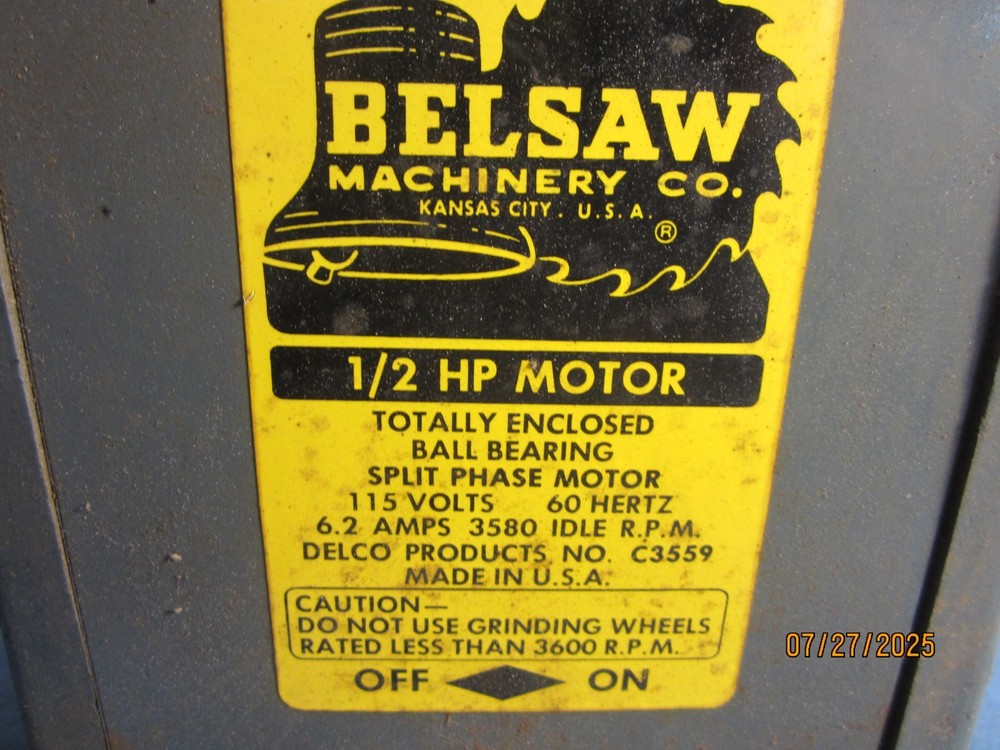 BELSAW
MACHINERY CO.
KANSAS CITY. U.S.A.
®
1/2 HP MOTOR
TOTALLY ENCLOSED
BALL BEARING
SPLIT PHASE MOTOR
115 VOLTS 60 HERTZ
6.2 AMPS 3580 IDLE R.P.M.
DELCO PRODUCTS NO. C3559
MADE IN U.S.A.
CAUTION—
DO NOT USE GRINDING WHEELS
RATED LESS THAN 3600 R.P.M.
OFF ON
07/27/2025